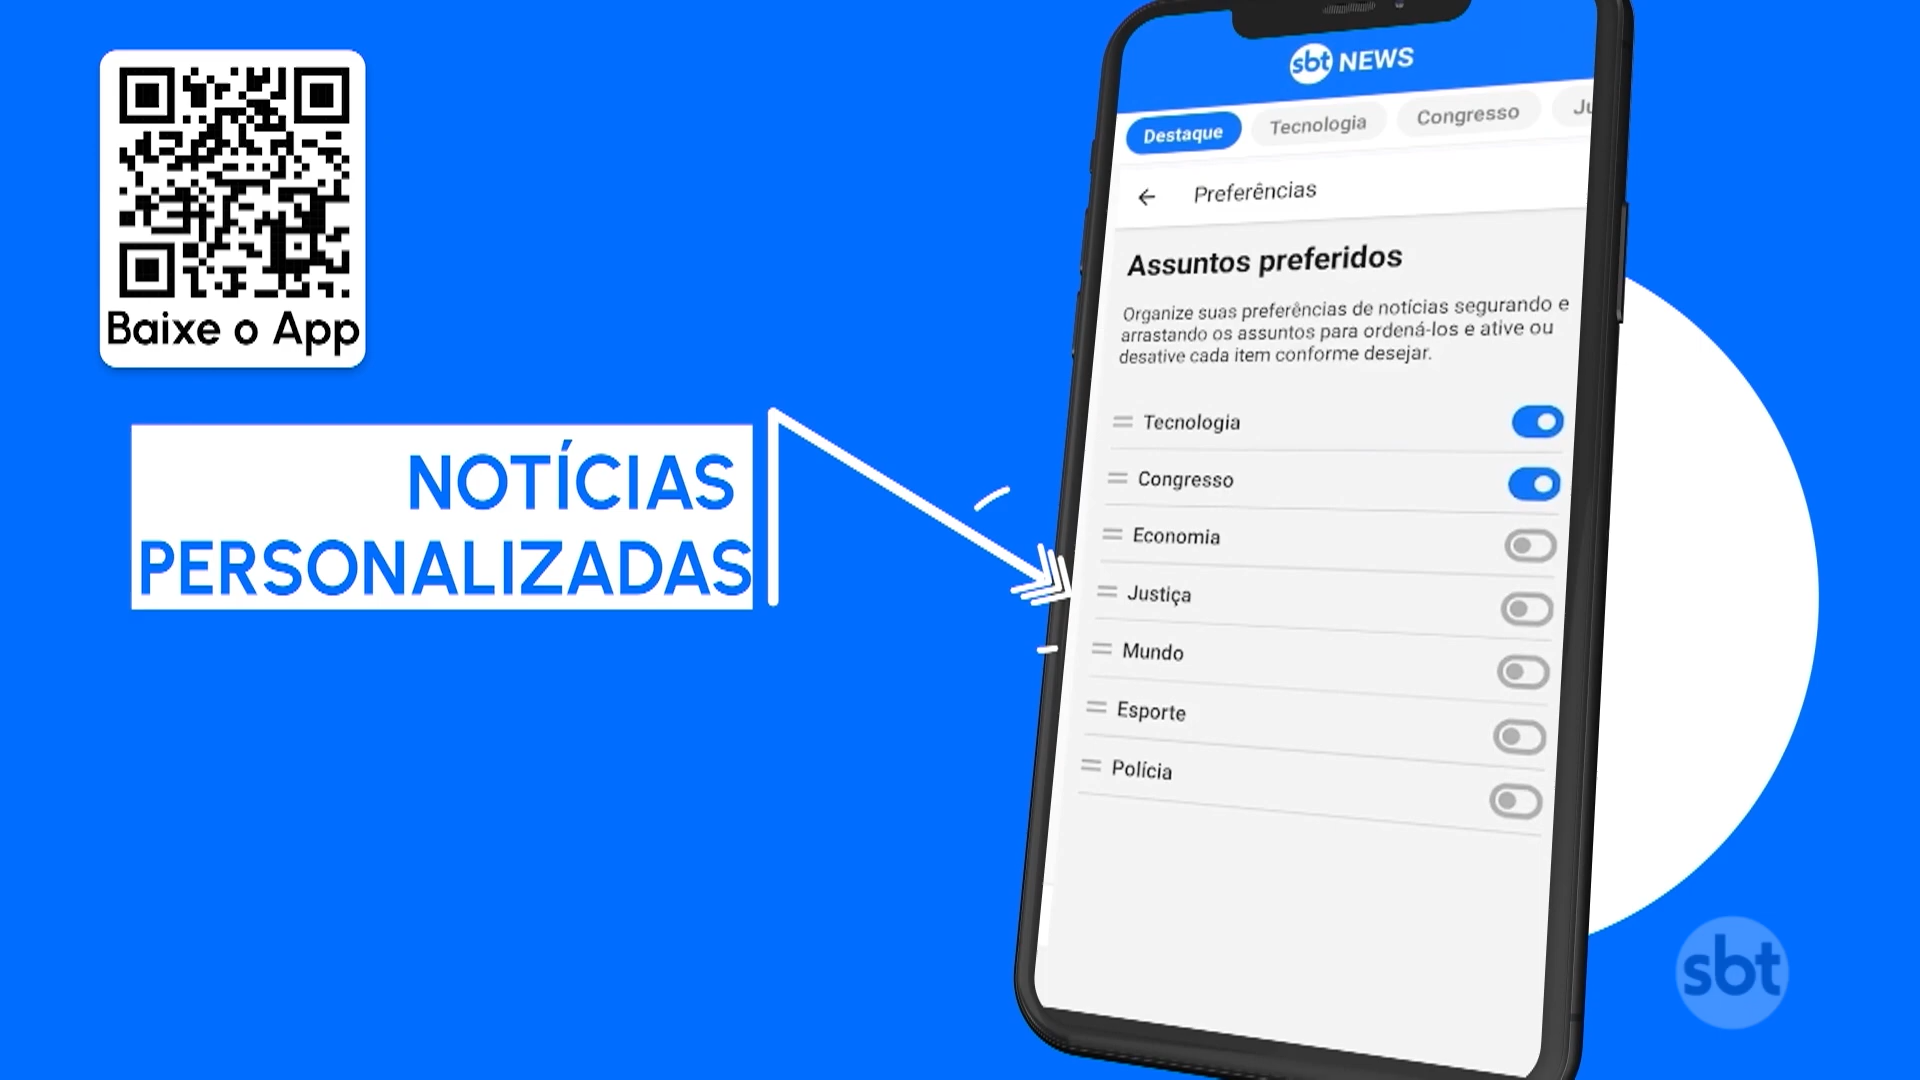 Baixe o App
NOTÍCIAS
PERSONALIZADAS
sbt NEWS
Destaque Tecnologia Congresso Ju
Preferências
Assuntos preferidos
Organize suas preferências de notícias segurando e
arrastando os assuntos para ordená-los e ative ou
desative cada item conforme desejar.
Tecnologia
Congresso
Economia
Justiça
Mundo
Esporte
Polícia
sbt